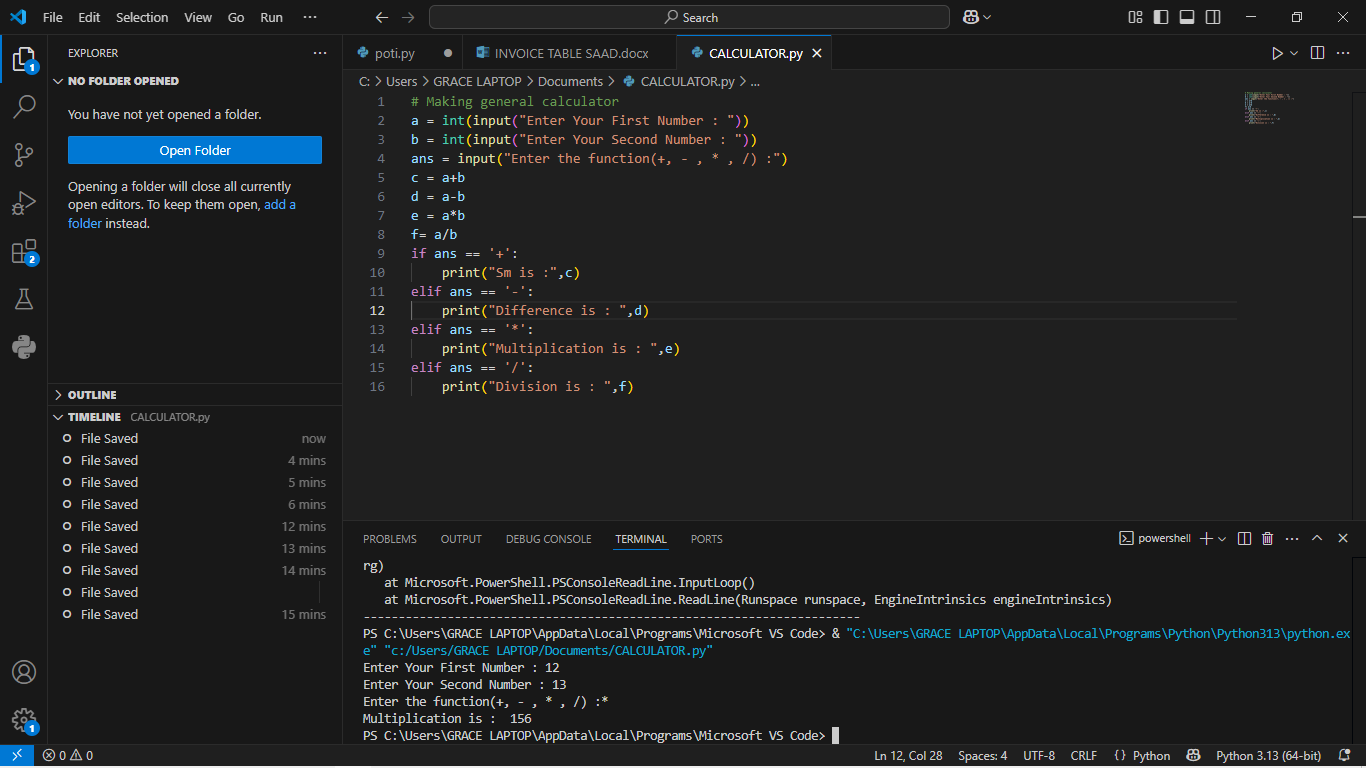 File Edit Selection View Go Run ··· Search
EXPLORER ···
NO FOLDER OPENED
You have not yet opened a folder.
Open Folder
Opening a folder will close all currently
open editors. To keep them open, add a
folder instead.
OUTLINE
TIMELINE CALCULATOR.py
File Saved now
File Saved 4 mins
File Saved 5 mins
File Saved 6 mins
File Saved 12 mins
File Saved 13 mins
File Saved 14 mins
File Saved
File Saved 15 mins
1
2
1
poti.py INVOICE TABLE SAAD.docx CALCULATOR.py
C: > Users > GRACE LAPTOP > Documents > CALCULATOR.py > ...
1 # Making general calculator
2 a = int(input("Enter Your First Number : "))
3 b = int(input("Enter Your Second Number : "))
4 ans = input("Enter the function(+, - , * , /) :")
5 c = a+b
6 d = a-b
7 e = a*b
8 f= a/b
9 if ans == '+':
10     print("Sm is :",c)
11 elif ans == '-':
12     print("Difference is : ",d)
13 elif ans == '*':
14     print("Multiplication is : ",e)
15 elif ans == '/':
16     print("Division is : ",f)
PROBLEMS OUTPUT DEBUG CONSOLE TERMINAL PORTS powershell
rg)
   at Microsoft.PowerShell.PSConsoleReadLine.InputLoop()
   at Microsoft.PowerShell.PSConsoleReadLine.ReadLine(Runspace runspace, EngineIntrinsics engineIntrinsics)
-----------------------------------------------------------------------
PS C:\Users\GRACE LAPTOP\AppData\Local\Programs\Microsoft VS Code> & "C:\Users\GRACE LAPTOP\AppData\Local\Programs\Python\Python313\python.ex
e" "c:/Users/GRACE LAPTOP/Documents/CALCULATOR.py"
Enter Your First Number : 12
Enter Your Second Number : 13
Enter the function(+, - , * , /) :*
Multiplication is :  156
PS C:\Users\GRACE LAPTOP\AppData\Local\Programs\Microsoft VS Code>
0 0 Ln 12, Col 28 Spaces: 4 UTF-8 CRLF {} Python Python 3.13 (64-bit)